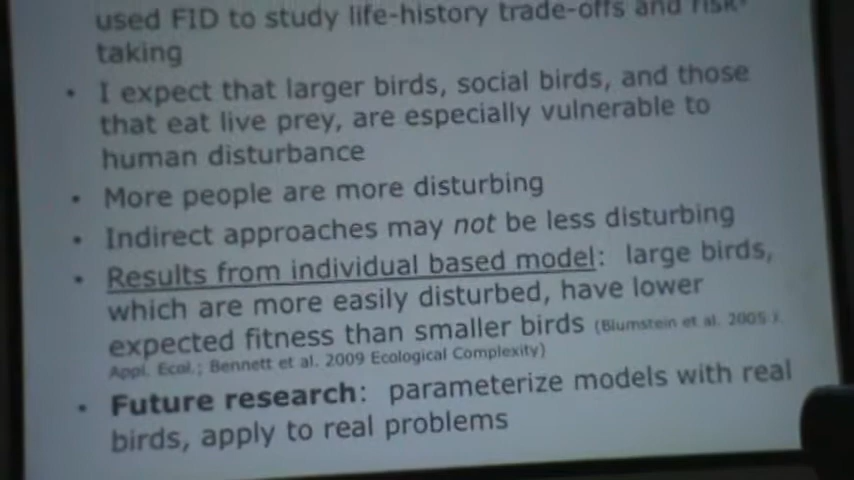 used FID to study life-history trade-offs and risk-
taking
• I expect that larger birds, social birds, and those
that eat live prey, are especially vulnerable to
human disturbance
• More people are more disturbing
• Indirect approaches may not be less disturbing
• Results from individual based model: large birds,
which are more easily disturbed, have lower
expected fitness than smaller birds (Blumstein et al. 2005 J.
Appl. Ecol.; Bennett et al. 2009 Ecological Complexity)
• Future research: parameterize models with real
birds, apply to real problems